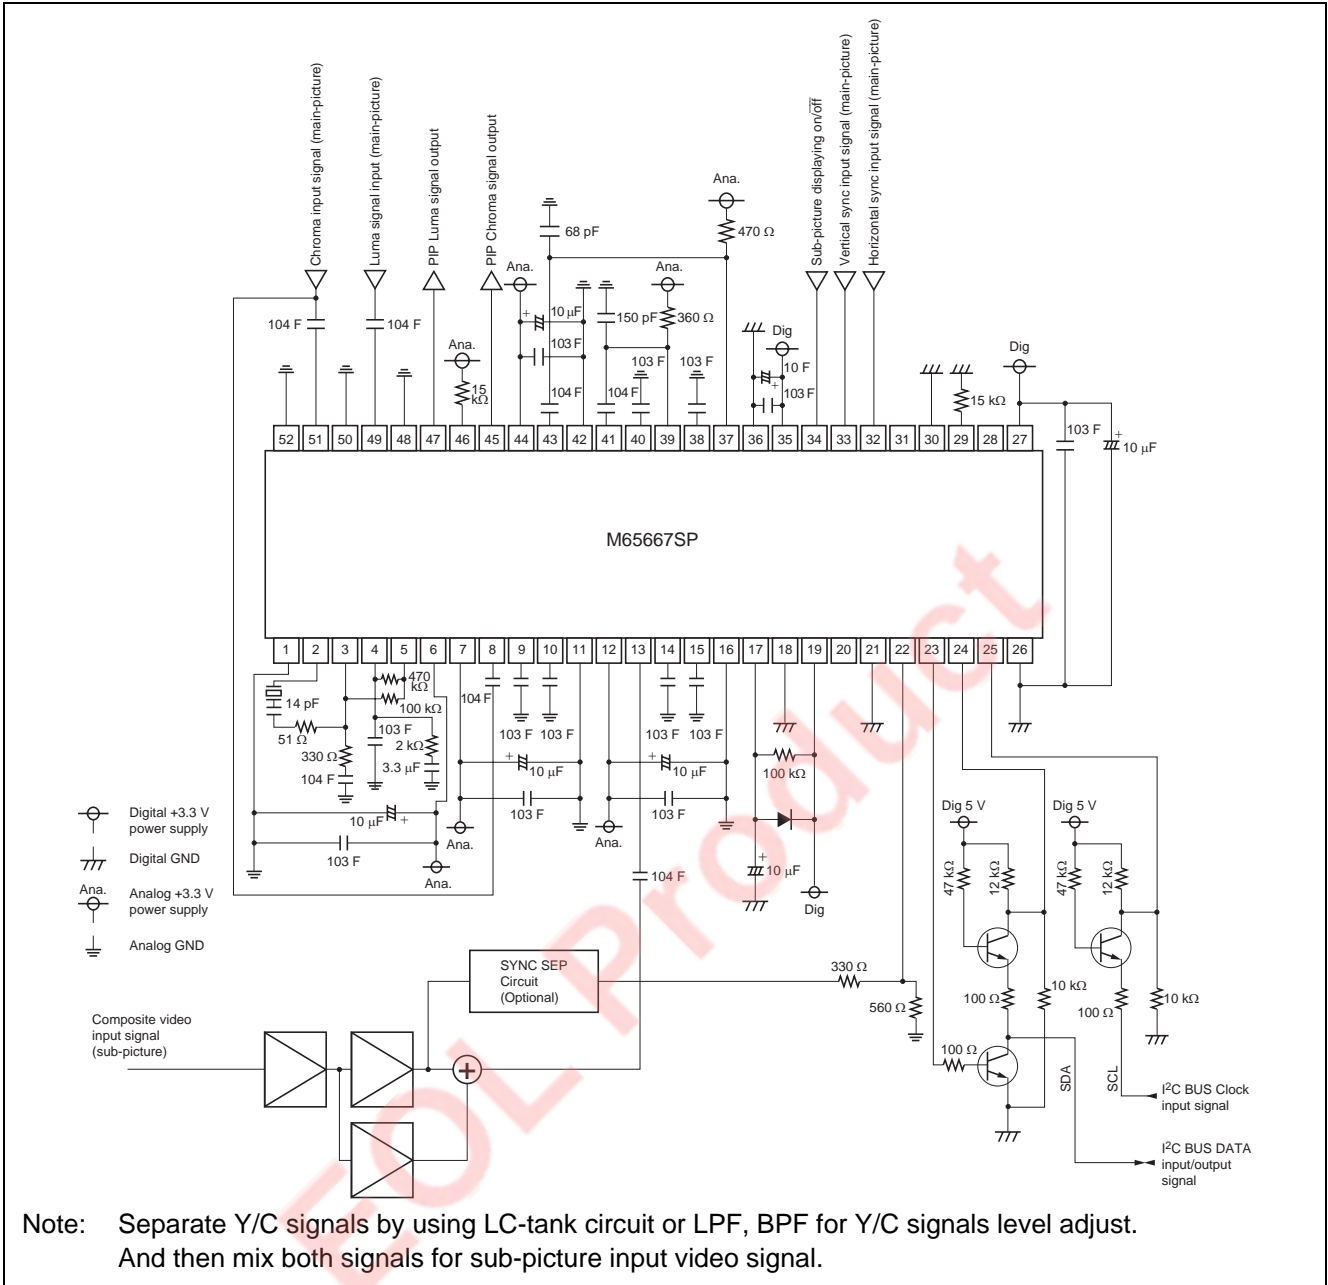 Chroma input signal (main-picture)
Luma signal input (main-picture)
PIP Luma signal output
PIP Chroma signal output
Sub-picture displaying on/off
Vertical sync input signal (main-picture)
Horizontal sync input signal (main-picture)
Ana.
68 pF
470 Ω
Ana.
Ana.
104 F
104 F
10 µF
150 pF
360 Ω
Dig
Dig
Ana.
103 F
103 F
103 F
10 F
15 kΩ
104 F
104 F
103 F
15 kΩ
103 F
10 µF
52 51 50 49 48 47 46 45 44 43 42 41 40 39 38 37 36 35 34 33 32 31 30 29 28 27
M65667SP
1 2 3 4 5 6 7 8 9 10 11 12 13 14 15 16 17 18 19 20 21 22 23 24 25 26
14 pF
470 kΩ
100 kΩ
104 F
51 Ω
103 F
2 kΩ
103 F 103 F
103 F 103 F
330 Ω
104 F
3.3 µF
10 µF
10 µF
100 kΩ
10 µF
103 F
103 F
103 F
Ana.
Ana.
Ana.
104 F
10 µF
Dig
Digital +3.3 V
power supply
Digital GND
Ana.
Analog +3.3 V
power supply
Analog GND
Dig 5 V
Dig 5 V
47 kΩ
12 kΩ
47 kΩ
12 kΩ
SYNC SEP
Circuit
(Optional)
330 Ω
560 Ω
100 Ω
10 kΩ
100 Ω
10 kΩ
Composite video
input signal
(sub-picture)
100 Ω
SDA
SCL
I2C BUS Clock
input signal
I2C BUS DATA
input/output
signal
EOL Product
Note: Separate Y/C signals by using LC-tank circuit or LPF, BPF for Y/C signals level adjust.
And then mix both signals for sub-picture input video signal.